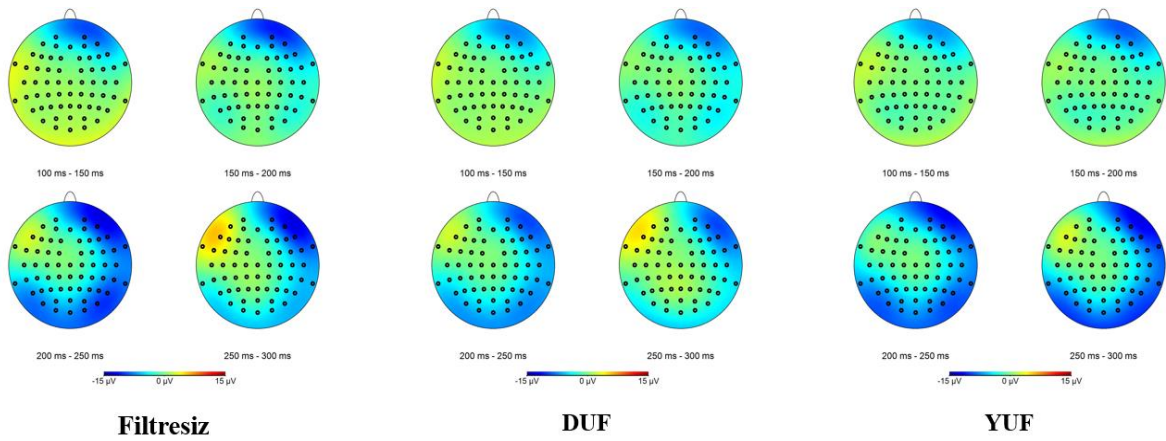 100 ms - 150 ms 150 ms - 200 ms 100 ms - 150 ms 150 ms - 200 ms 100 ms - 150 ms 150 ms - 200 ms
200 ms - 250 ms 250 ms - 300 ms 200 ms - 250 ms 250 ms - 300 ms 200 ms - 250 ms 250 ms - 300 ms
-15 µV 0 µV 15 µV -15 µV 0 µV 15 µV -15 µV 0 µV 15 µV
Filtresiz DUF YUF